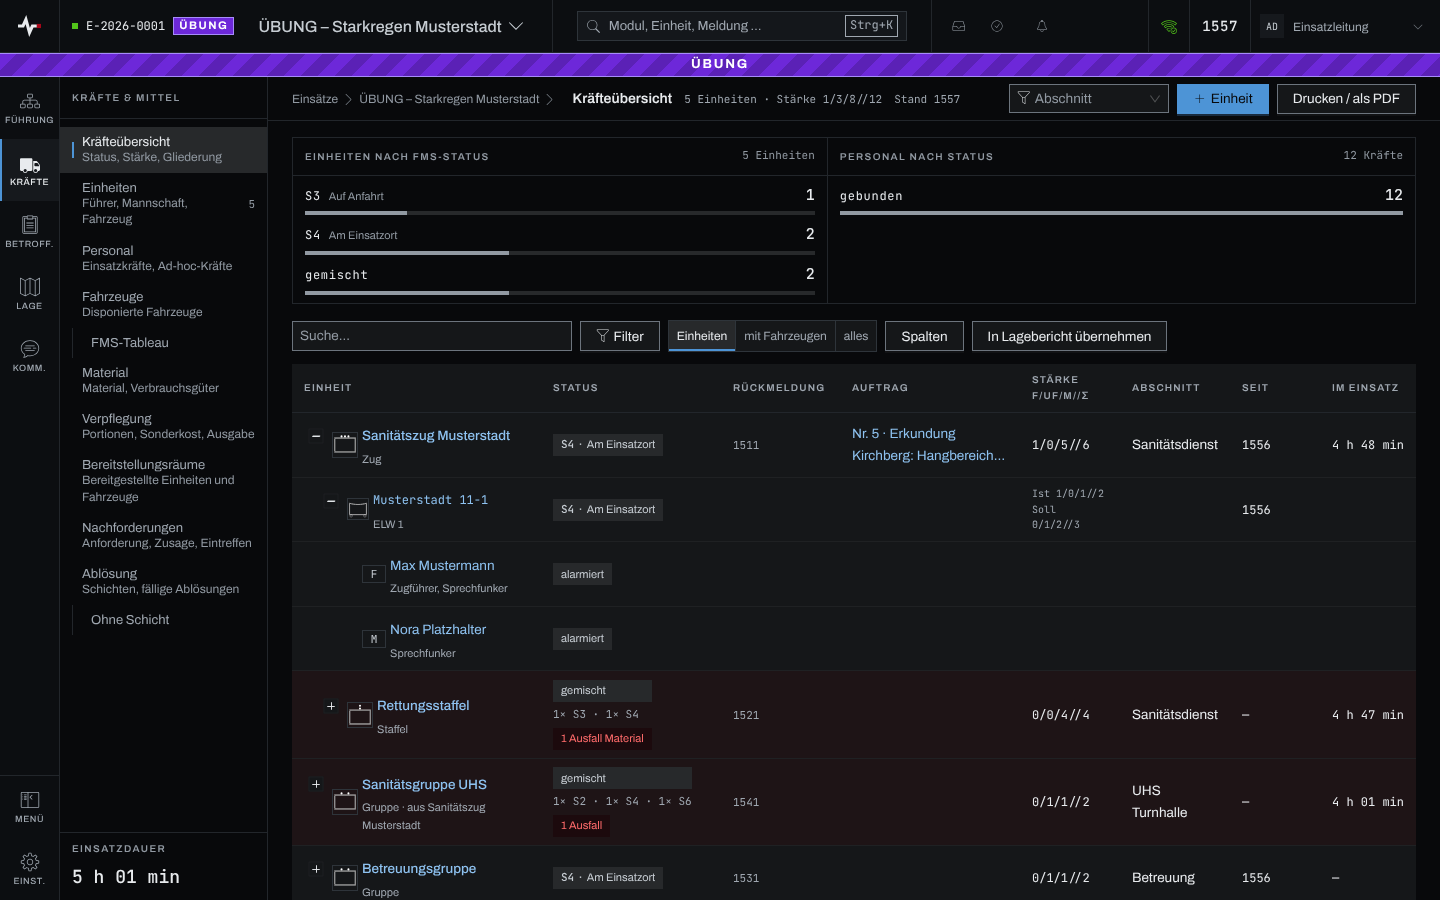 E-2026-0001 ÜBUNG ÜBUNG – Starkregen Musterstadt
Modul, Einheit, Meldung ... Strg+K
1557 AD Einsatzleitung
ÜBUNG
FÜHRUNG
KRÄFTE
BETROFF.
LAGE
KOMM.
MENÜ
EINST.
KRÄFTE & MITTEL
Kräfteübersicht
Status, Stärke, Gliederung
Einheiten
Führer, Mannschaft,
Fahrzeug
5
Personal
Einsatzkräfte, Ad-hoc-Kräfte
Fahrzeuge
Disponierte Fahrzeuge
FMS-Tableau
Material
Material, Verbrauchsgüter
Verpflegung
Portionen, Sonderkost, Ausgabe
Bereitstellungsräume
Bereitgestellte Einheiten und
Fahrzeuge
Nachforderungen
Anforderung, Zusage, Eintreffen
Ablösung
Schichten, fällige Ablösungen
Ohne Schicht
EINSATZDAUER
5 h 01 min
Einsätze ÜBUNG – Starkregen Musterstadt Kräfteübersicht 5 Einheiten · Stärke 1/3/8//12 Stand 1557
Abschnitt + Einheit Drucken / als PDF
EINHEITEN NACH FMS-STATUS 5 Einheiten
S3 Auf Anfahrt 1
S4 Am Einsatzort 2
gemischt 2
PERSONAL NACH STATUS 12 Kräfte
gebunden 12
Suche... Filter Einheiten mit Fahrzeugen alles Spalten In Lagebericht übernehmen
EINHEIT STATUS RÜCKMELDUNG AUFTRAG STÄRKE F/UF/M//Σ ABSCHNITT SEIT IM EINSATZ
Sanitätszug Musterstadt
Zug
S4 · Am Einsatzort
1511
Nr. 5 · Erkundung
Kirchberg: Hangbereich...
1/0/5//6
Sanitätsdienst
1556
4 h 48 min
Musterstadt 11-1
ELW 1
S4 · Am Einsatzort
Ist 1/0/1//2
Soll
0/1/2//3
1556
F
Max Mustermann
Zugführer, Sprechfunker
alarmiert
M
Nora Platzhalter
Sprechfunker
alarmiert
+ Rettungsstaffel
Staffel
gemischt
1× S3 · 1× S4
1 Ausfall Material
1521
0/0/4//4
Sanitätsdienst
–
4 h 47 min
+ Sanitätsgruppe UHS
Gruppe · aus Sanitätszug
Musterstadt
gemischt
1× S2 · 1× S4 · 1× S6
1 Ausfall
1541
0/1/1//2
UHS
Turnhalle
–
4 h 01 min
+ Betreuungsgruppe
Gruppe
S4 · Am Einsatzort
1531
0/1/1//2
Betreuung
1556
–